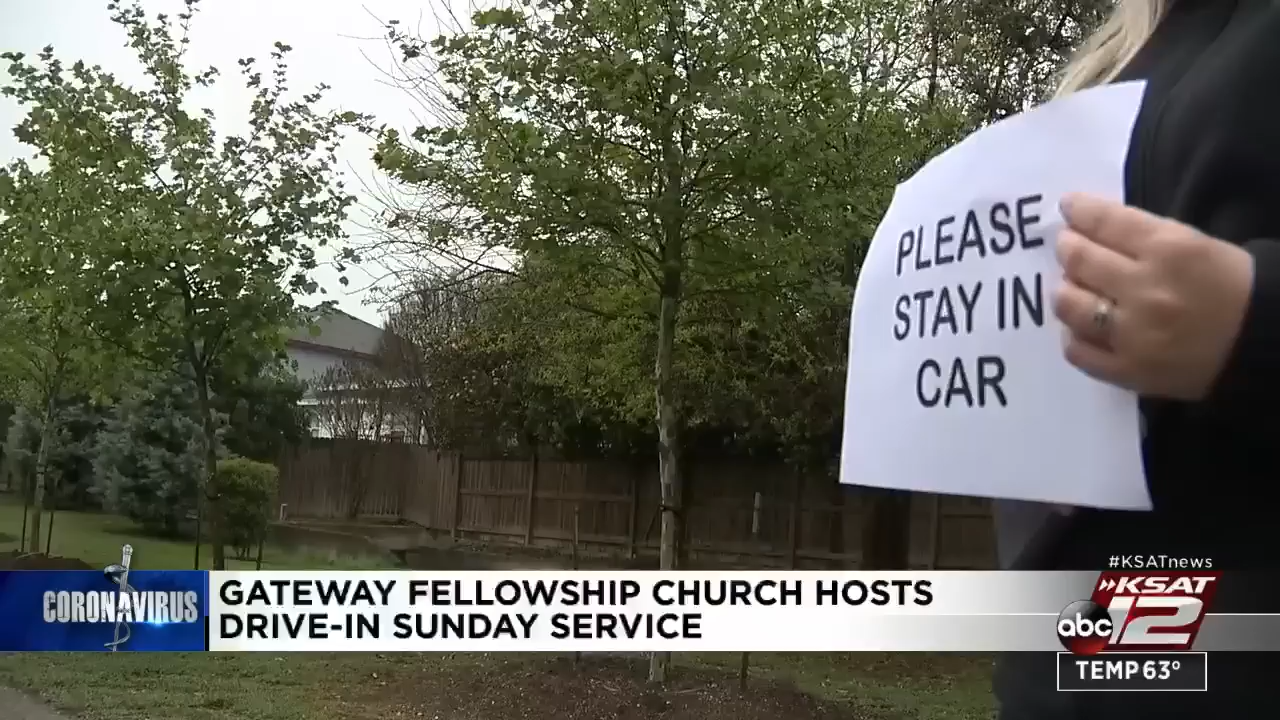 PLEASE
STAY IN
CAR
#KSATnews
CORONAVIRUS
GATEWAY FELLOWSHIP CHURCH HOSTS
DRIVE-IN SUNDAY SERVICE
KSAT
abc 12
TEMP 63°